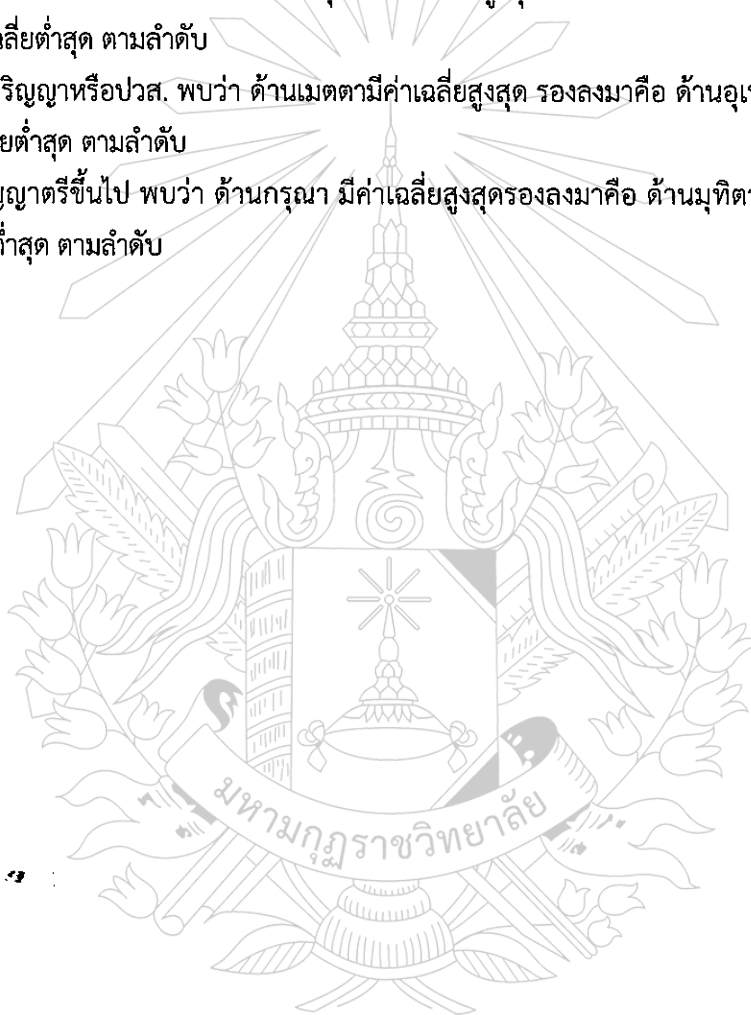 ลี่ยต่ำสุด ตามลำดับ
ริญญาหรือปวส. พบว่า ด้านเมตตามีค่าเฉลี่ยสูงสุด รองลงมาคือ ด้านอุเ
ยต่ำสุด ตามลำดับ
ญาตรีขึ้นไป พบว่า ด้านกรุณา มีค่าเฉลี่ยสูงสุดรองลงมาคือ ด้านมุทิตา
ต่ำสุด ตามลำดับ
มหามกุฏราชวิทยาลัย